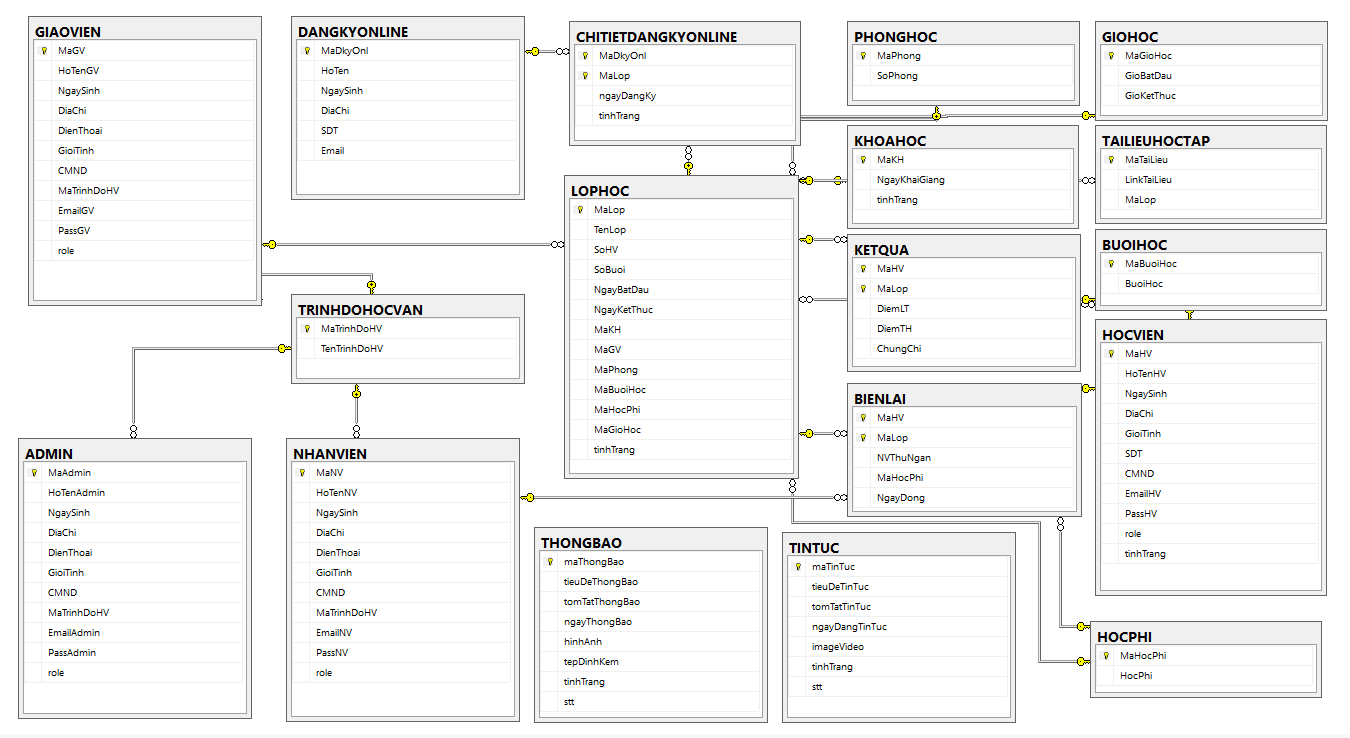 GIAOVIEN
MaGV
HoTenGV
NgaySinh
DiaChi
DienThoai
GioiTinh
CMND
MaTrinhDoHV
EmailGV
PassGV
role
DANGKYONLINE
MaDkyOnl
HoTen
NgaySinh
DiaChi
SDT
Email
CHITIETDANGKYONLINE
MaDkyOnl
MaLop
ngayDangKy
tinhTrang
PHONGHOC
MaPhong
SoPhong
GIOHOC
MaGioHoc
GioBatDau
GioKetThuc
KHOAHOC
MaKH
NgayKhaiGiang
tinhTrang
TAILIEUHOCTAP
MaTaiLieu
LinkTaiLieu
MaLop
LOPHOC
MaLop
TenLop
SoHV
SoBuoi
NgayBatDau
NgayKetThuc
MaKH
MaGV
MaPhong
MaBuoiHoc
MaHocPhi
MaGioHoc
tinhTrang
KETQUA
MaHV
MaLop
DiemLT
DiemTH
ChungChi
BUOIHOC
MaBuoiHoc
BuoiHoc
TRINHDOHOCVAN
MaTrinhDoHV
TenTrinhDoHV
HOCVIEN
MaHV
HoTenHV
NgaySinh
DiaChi
GioiTinh
SDT
CMND
EmailHV
PassHV
role
tinhTrang
BIENLAI
MaHV
MaLop
NVThuNgan
MaHocPhi
NgayDong
ADMIN
MaAdmin
HoTenAdmin
NgaySinh
DiaChi
DienThoai
GioiTinh
CMND
MaTrinhDoHV
EmailAdmin
PassAdmin
role
NHANVIEN
MaNV
HoTenNV
NgaySinh
DiaChi
DienThoai
GioiTinh
CMND
MaTrinhDoHV
EmailNV
PassNV
role
THONGBAO
maThongBao
tieuDeThongBao
tomTatThongBao
ngayThongBao
hinhAnh
tepDinhKem
tinhTrang
stt
TINTUC
maTinTuc
tieuDeTinTuc
tomTatTinTuc
ngayDangTinTuc
imageVideo
tinhTrang
stt
HOCPHI
MaHocPhi
HocPhi